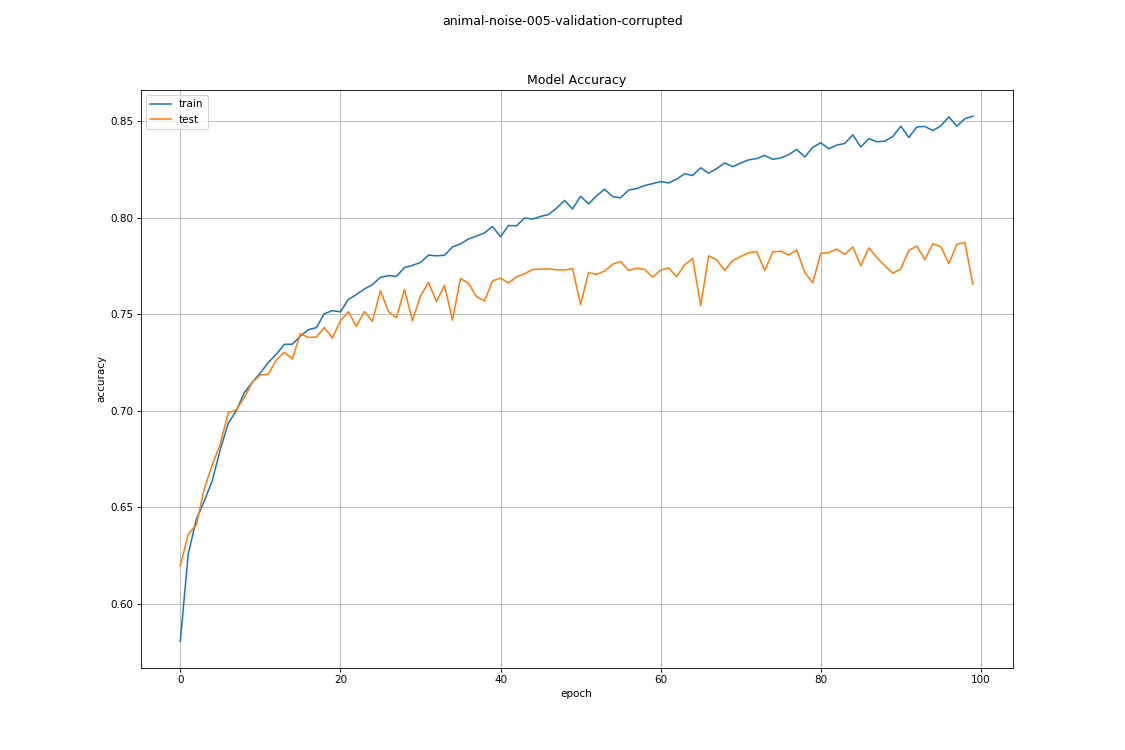 animal-noise-005-validation-corrupted
Model Accuracy
train
test
0.85
0.80
0.75
0.70
0.65
0.60
accuracy
0 20 40 60 80 100
epoch